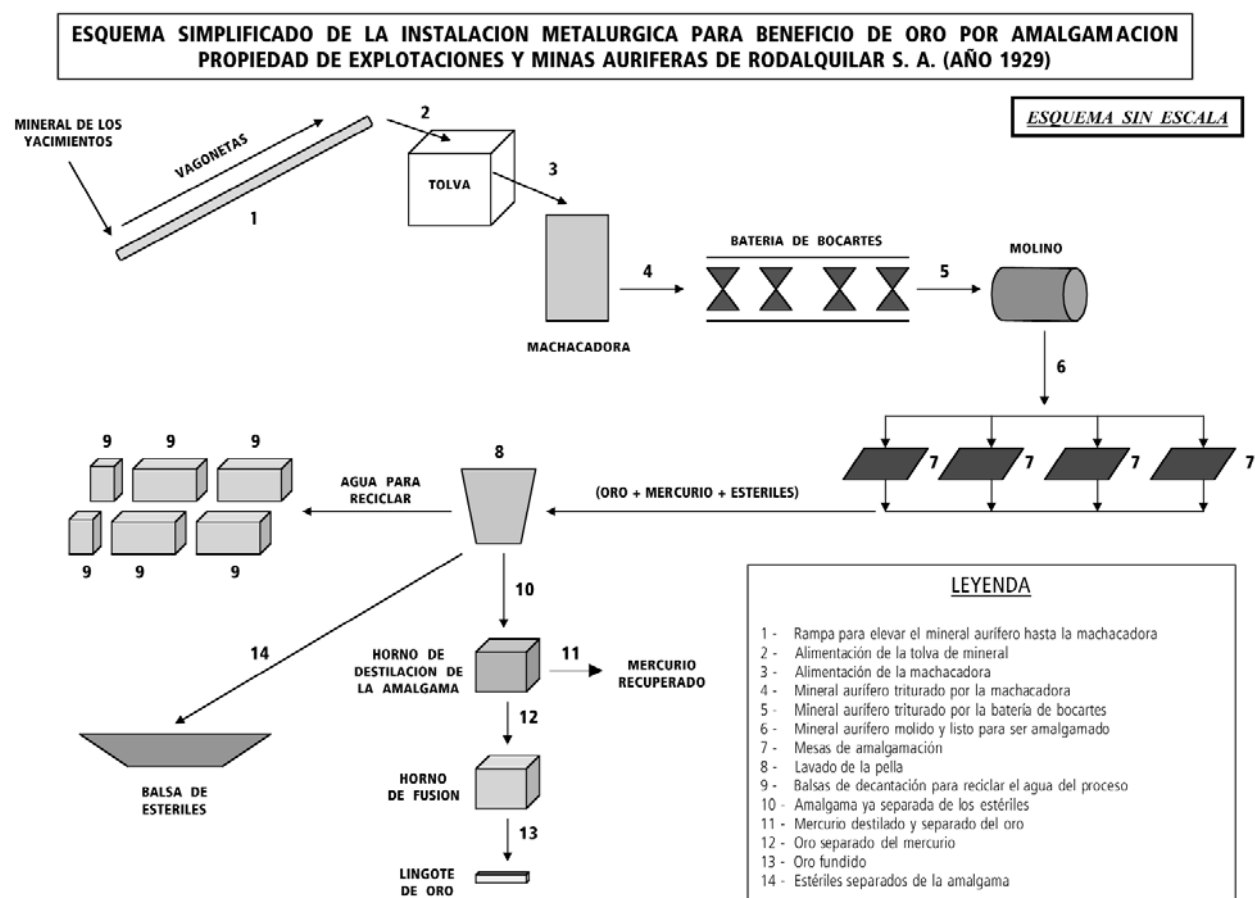 ESQUEMA SIMPLIFICADO DE LA INSTALACION METALURGICA PARA BENEFICIO DE ORO POR AMALGAMACION
PROPIEDAD DE EXPLOTACIONES Y MINAS AURIFERAS DE RODALQUILAR S. A. (AÑO 1929)
ESQUEMA SIN ESCALA
MINERAL DE LOS
YACIMIENTOS
VAGONETAS
1
2
TOLVA
3
MACHACADORA
4
BATERIA DE BOCARTES
5
MOLINO
6
7
7
7
7
(ORO + MERCURIO + ESTERILES)
8
AGUA PARA
RECICLAR
9
9
9
9
9
9
10
14
HORNO DE
DESTILACION DE
LA AMALGAMA
11
MERCURIO
RECUPERADO
12
BALSA DE
ESTERILES
HORNO
DE FUSION
13
LINGOTE
DE ORO
LEYENDA
1 - Rampa para elevar el mineral aurífero hasta la machacadora
2 - Alimentación de la tolva de mineral
3 - Alimentación de la machacadora
4 - Mineral aurífero triturado por la machacadora
5 - Mineral aurífero triturado por la batería de bocartes
6 - Mineral aurífero molido y listo para ser amalgamado
7 - Mesas de amalgamación
8 - Lavado de la pella
9 - Balsas de decantación para reciclar el agua del proceso
10 - Amalgama ya separada de los estériles
11 - Mercurio destilado y separado del oro
12 - Oro separado del mercurio
13 - Oro fundido
14 - Estériles separados de la amalgama